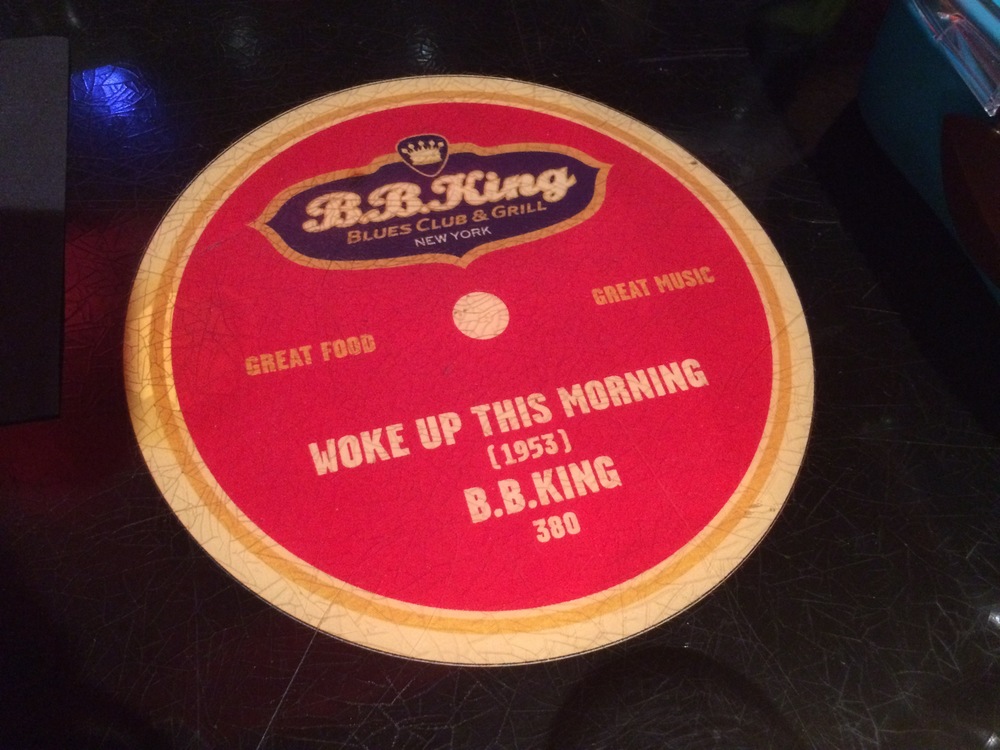 B.B.King
BLUES CLUB & GRILL
NEW YORK
GREAT FOOD
GREAT MUSIC
WOKE UP THIS MORNING
(1953)
B.B.KING
380